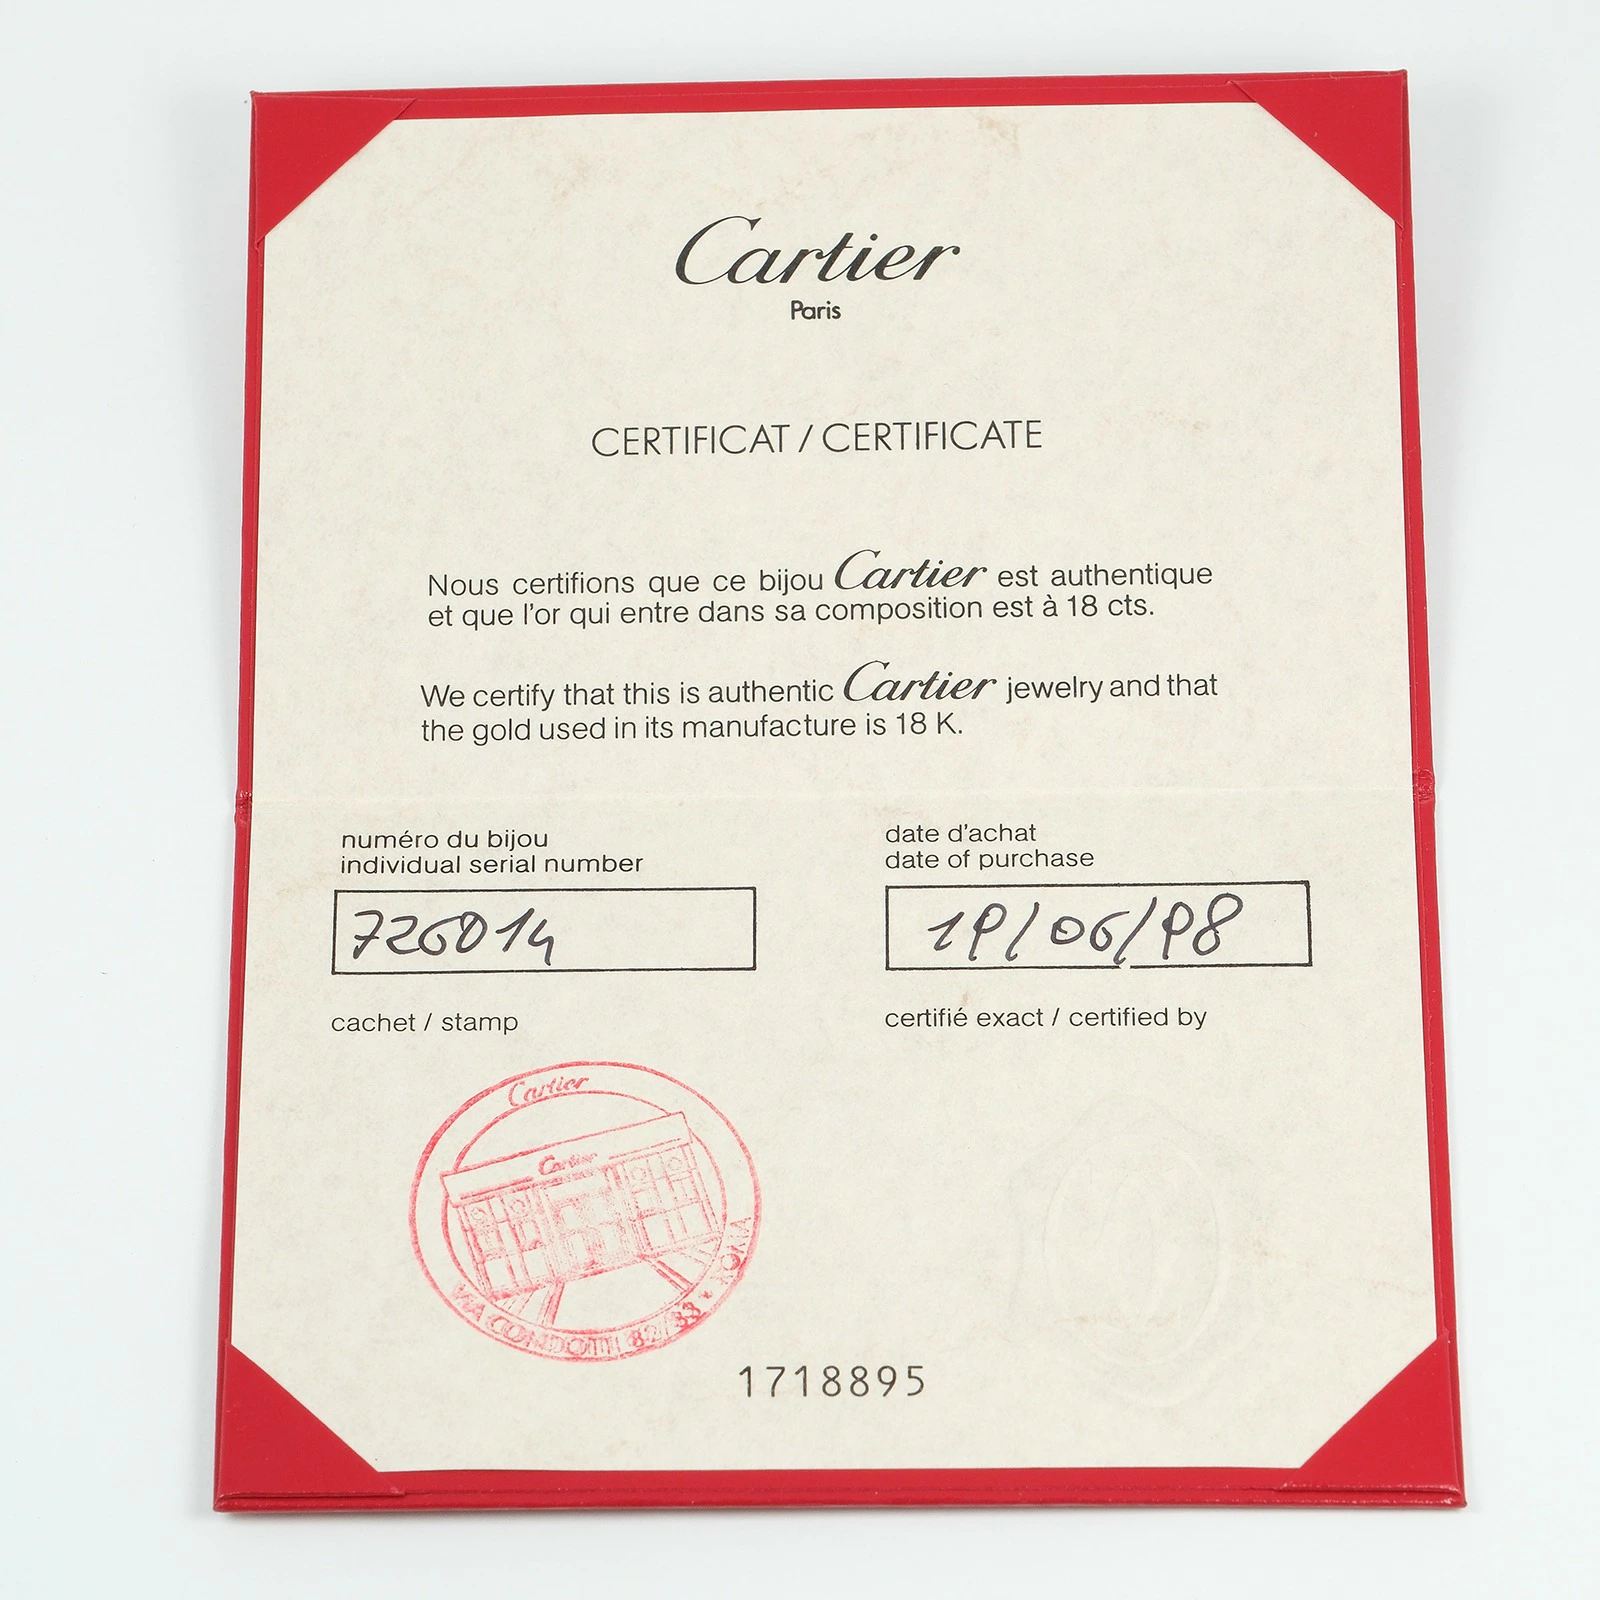 Cartier
Paris
CERTIFICAT / CERTIFICATE
Nous certifions que ce bijou Cartier est authentique
et que l'or qui entre dans sa composition est à 18 cts.
We certify that this is authentic Cartier jewelry and that
the gold used in its manufacture is 18 K.
numéro du bijou
individual serial number
726014
date d'achat
date of purchase
19/06/98
cachet / stamp
certifié exact / certified by
Cartier
Cartier
VIA CONDOTTI 82/83 * ROMA
1718895